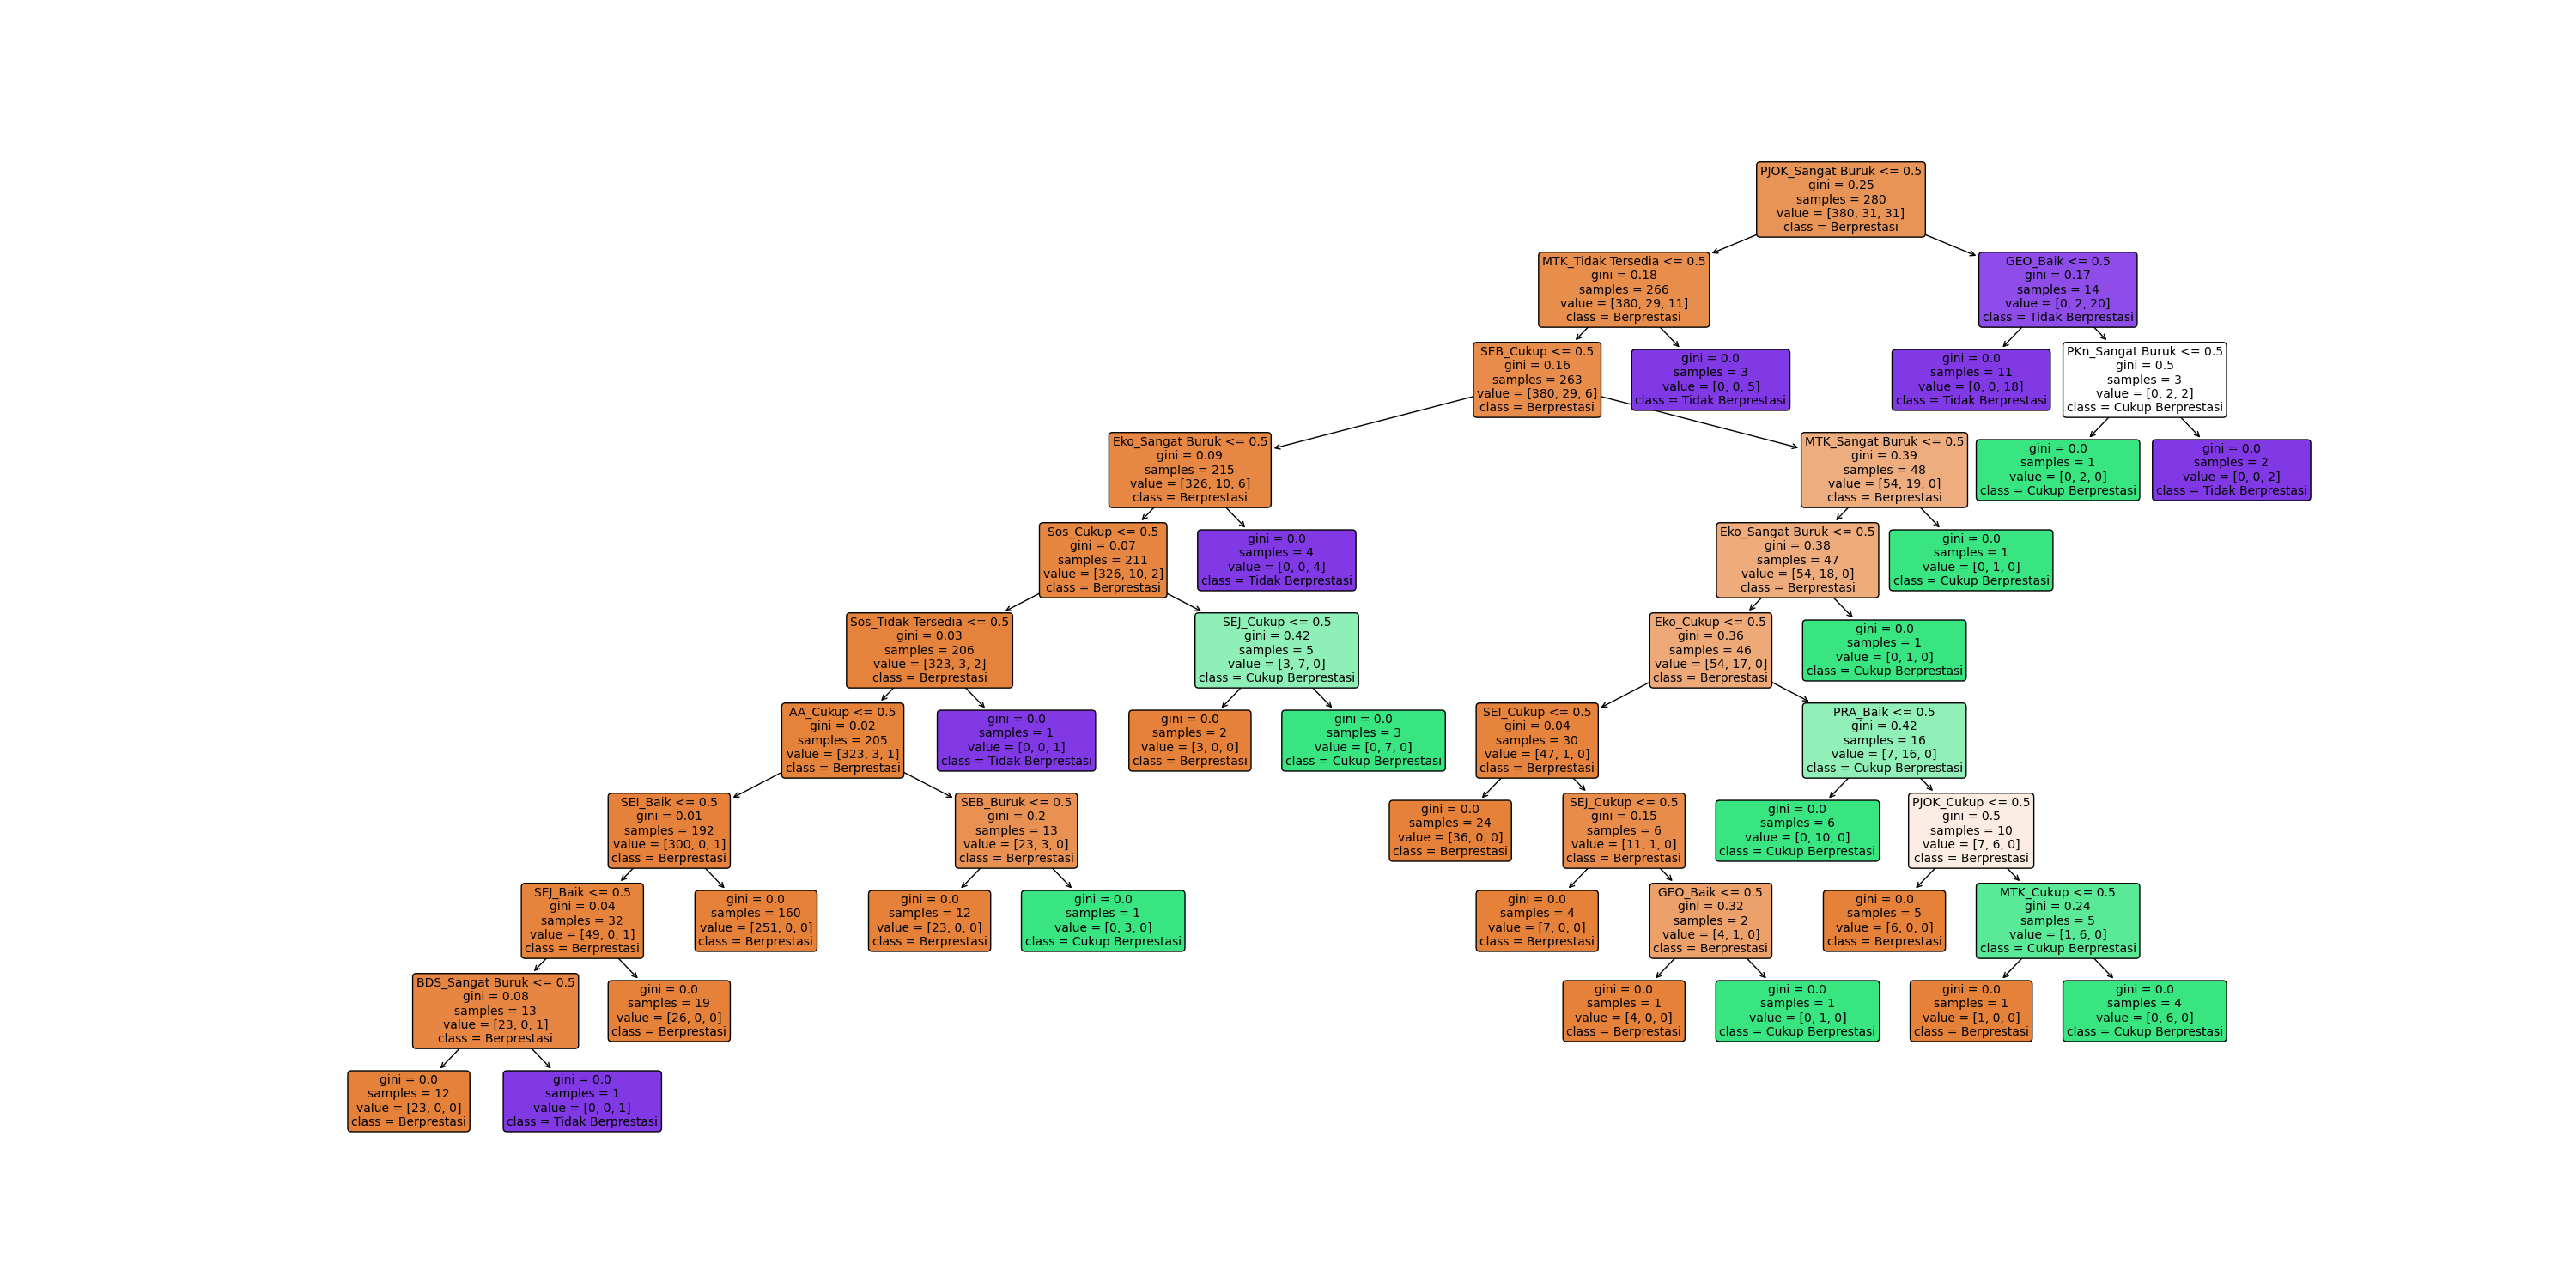 PJOK_Sangat Buruk <= 0.5
gini = 0.25
samples = 280
value = [380, 31, 31]
class = Berprestasi
MTK_Tidak Tersedia <= 0.5
gini = 0.18
samples = 266
value = [380, 29, 11]
class = Berprestasi
GEO_Baik <= 0.5
gini = 0.17
samples = 14
value = [0, 2, 20]
class = Tidak Berprestasi
SEB_Cukup <= 0.5
gini = 0.16
samples = 263
value = [380, 29, 6]
class = Berprestasi
gini = 0.0
samples = 3
value = [0, 0, 5]
class = Tidak Berprestasi
gini = 0.0
samples = 11
value = [0, 0, 18]
class = Tidak Berprestasi
PKn_Sangat Buruk <= 0.5
gini = 0.5
samples = 3
value = [0, 2, 2]
class = Cukup Berprestasi
Eko_Sangat Buruk <= 0.5
gini = 0.09
samples = 215
value = [326, 10, 6]
class = Berprestasi
MTK_Sangat Buruk <= 0.5
gini = 0.39
samples = 48
value = [54, 19, 0]
class = Berprestasi
gini = 0.0
samples = 1
value = [0, 2, 0]
class = Cukup Berprestasi
gini = 0.0
samples = 2
value = [0, 0, 2]
class = Tidak Berprestasi
Sos_Cukup <= 0.5
gini = 0.07
samples = 211
value = [326, 10, 2]
class = Berprestasi
gini = 0.0
samples = 4
value = [0, 0, 4]
class = Tidak Berprestasi
Eko_Sangat Buruk <= 0.5
gini = 0.38
samples = 47
value = [54, 18, 0]
class = Berprestasi
gini = 0.0
samples = 1
value = [0, 1, 0]
class = Cukup Berprestasi
Sos_Tidak Tersedia <= 0.5
gini = 0.03
samples = 206
value = [323, 3, 2]
class = Berprestasi
SEJ_Cukup <= 0.5
gini = 0.42
samples = 5
value = [3, 7, 0]
class = Cukup Berprestasi
Eko_Cukup <= 0.5
gini = 0.36
samples = 46
value = [54, 17, 0]
class = Berprestasi
gini = 0.0
samples = 1
value = [0, 1, 0]
class = Cukup Berprestasi
AA_Cukup <= 0.5
gini = 0.02
samples = 205
value = [323, 3, 1]
class = Berprestasi
gini = 0.0
samples = 1
value = [0, 0, 1]
class = Tidak Berprestasi
gini = 0.0
samples = 2
value = [3, 0, 0]
class = Berprestasi
gini = 0.0
samples = 3
value = [0, 7, 0]
class = Cukup Berprestasi
SEI_Cukup <= 0.5
gini = 0.04
samples = 30
value = [47, 1, 0]
class = Berprestasi
PRA_Baik <= 0.5
gini = 0.42
samples = 16
value = [7, 16, 0]
class = Cukup Berprestasi
SEI_Baik <= 0.5
gini = 0.01
samples = 192
value = [300, 0, 1]
class = Berprestasi
SEB_Buruk <= 0.5
gini = 0.2
samples = 13
value = [23, 3, 0]
class = Berprestasi
gini = 0.0
samples = 24
value = [36, 0, 0]
class = Berprestasi
SEJ_Cukup <= 0.5
gini = 0.15
samples = 6
value = [11, 1, 0]
class = Berprestasi
gini = 0.0
samples = 6
value = [0, 10, 0]
class = Cukup Berprestasi
PJOK_Cukup <= 0.5
gini = 0.5
samples = 10
value = [7, 6, 0]
class = Berprestasi
SEJ_Baik <= 0.5
gini = 0.04
samples = 32
value = [49, 0, 1]
class = Berprestasi
gini = 0.0
samples = 160
value = [251, 0, 0]
class = Berprestasi
gini = 0.0
samples = 12
value = [23, 0, 0]
class = Berprestasi
gini = 0.0
samples = 1
value = [0, 3, 0]
class = Cukup Berprestasi
gini = 0.0
samples = 4
value = [7, 0, 0]
class = Berprestasi
GEO_Baik <= 0.5
gini = 0.32
samples = 2
value = [4, 1, 0]
class = Berprestasi
gini = 0.0
samples = 5
value = [6, 0, 0]
class = Berprestasi
MTK_Cukup <= 0.5
gini = 0.24
samples = 5
value = [1, 6, 0]
class = Cukup Berprestasi
BDS_Sangat Buruk <= 0.5
gini = 0.08
samples = 13
value = [23, 0, 1]
class = Berprestasi
gini = 0.0
samples = 19
value = [26, 0, 0]
class = Berprestasi
gini = 0.0
samples = 1
value = [4, 0, 0]
class = Berprestasi
gini = 0.0
samples = 1
value = [0, 1, 0]
class = Cukup Berprestasi
gini = 0.0
samples = 1
value = [1, 0, 0]
class = Berprestasi
gini = 0.0
samples = 4
value = [0, 6, 0]
class = Cukup Berprestasi
gini = 0.0
samples = 12
value = [23, 0, 0]
class = Berprestasi
gini = 0.0
samples = 1
value = [0, 0, 1]
class = Tidak Berprestasi